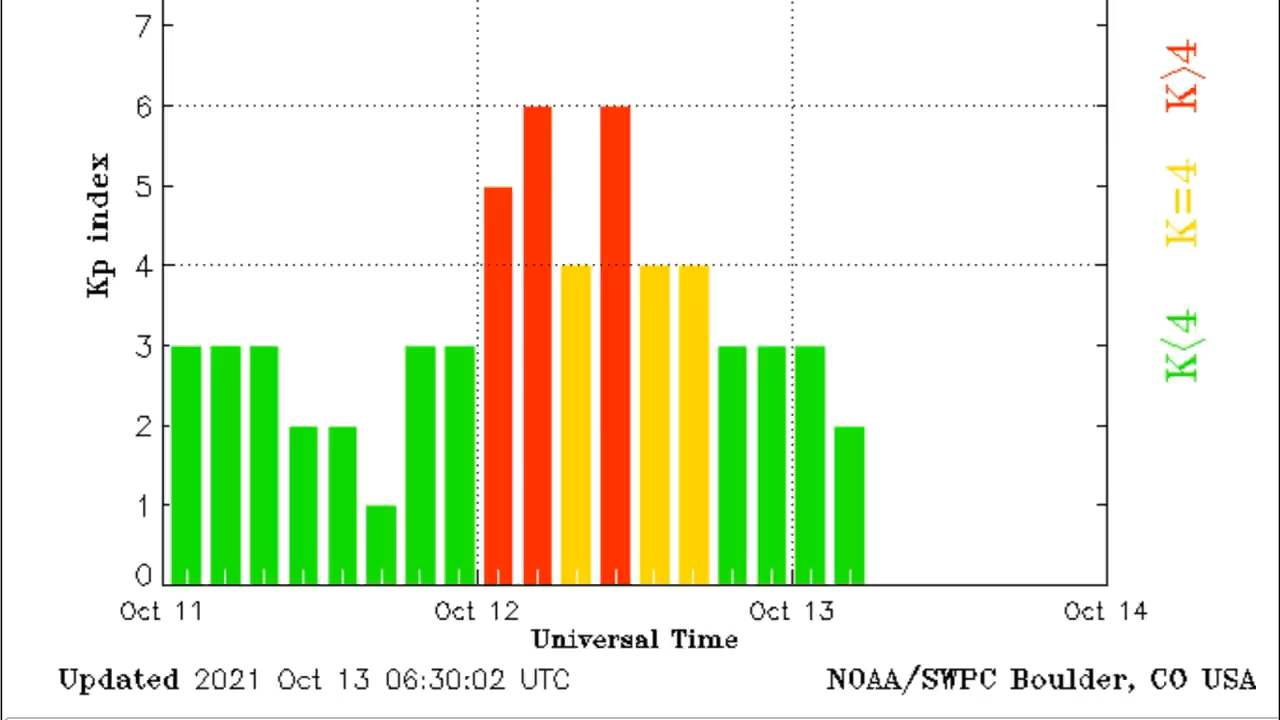 7
6
5
4
3
2
1
0
Kp index
K>4
K=4
K<4
Oct 11 Oct 12 Oct 13 Oct 14
Universal Time
Updated 2021 Oct 13 06:30:02 UTC
NOAA/SWPC Boulder, CO USA